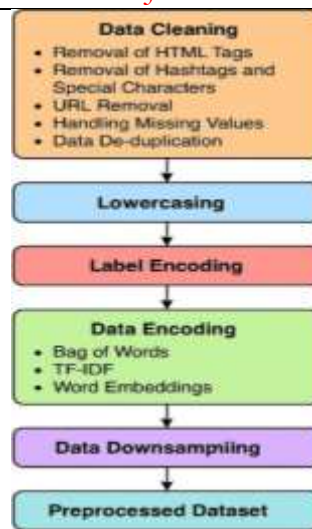 Data Cleaning
• Removal of HTML Tags
• Removal of Hashtags and
Special Characters
• URL Removal
• Handling Missing Values
• Data De-duplication
Lowercasing
Label Encoding
Data Encoding
• Bag of Words
• TF-IDF
• Word Embeddings
Data Downsampliing
Preprocessed Dataset